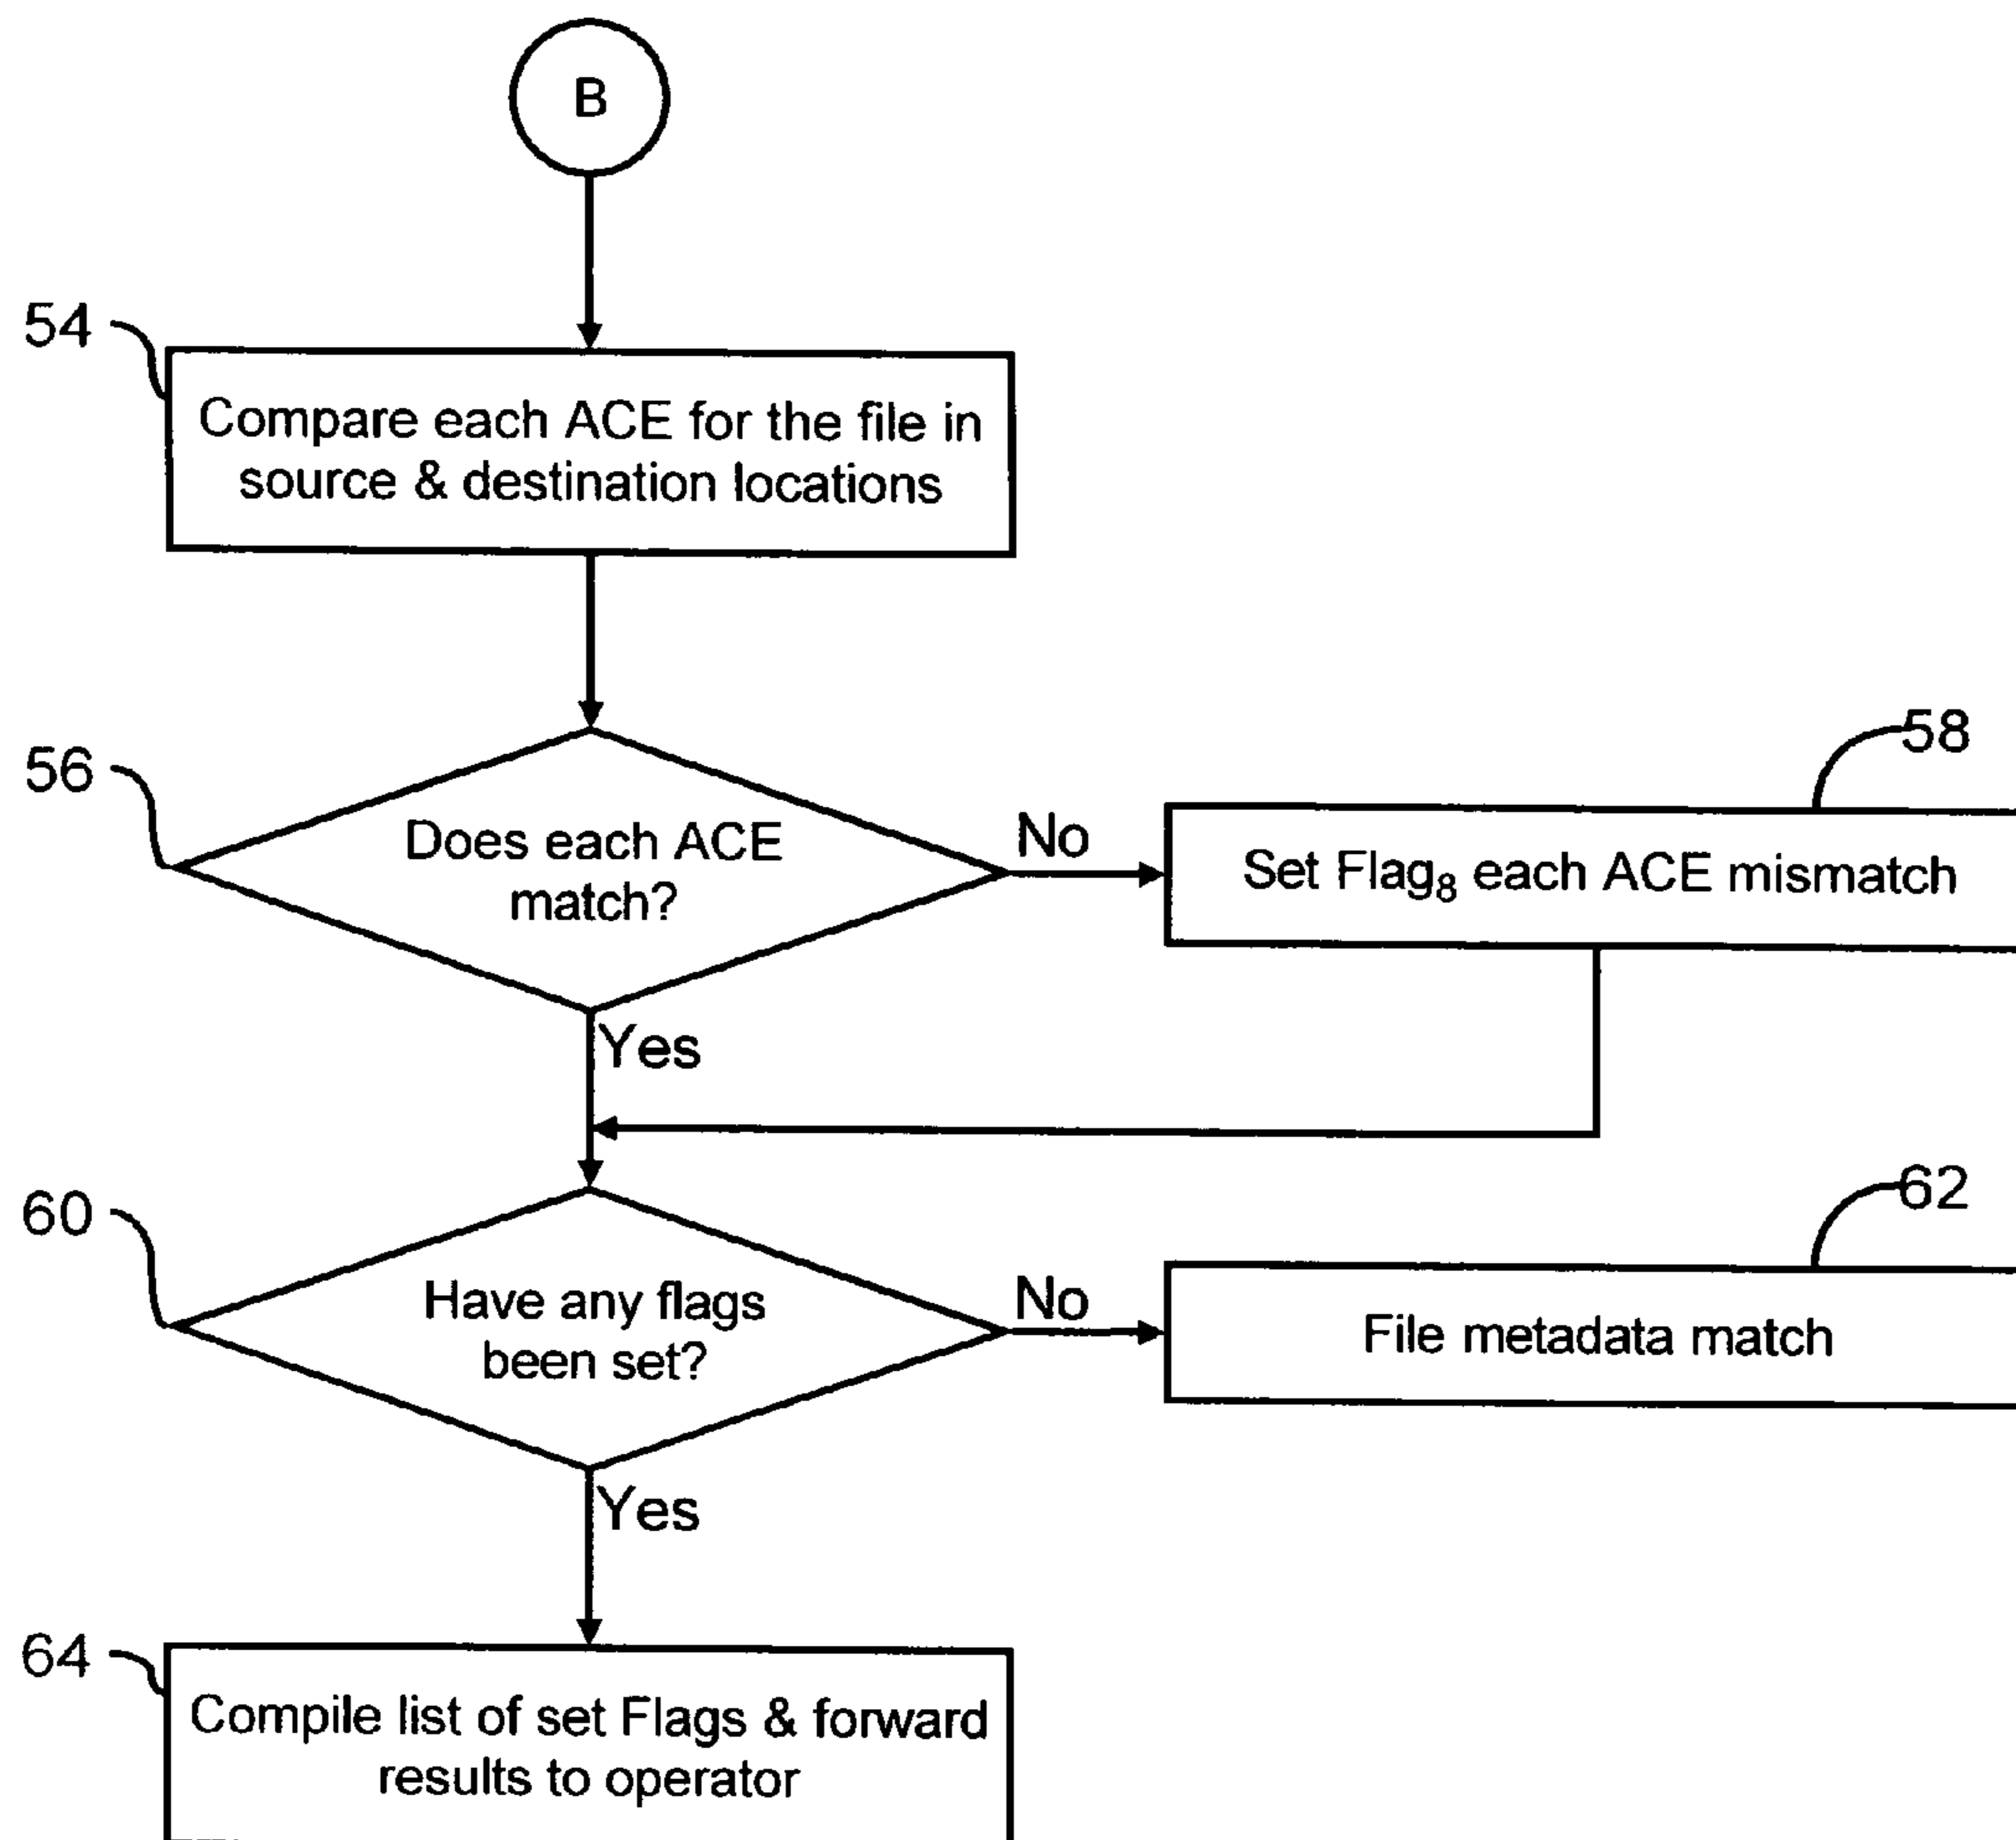 B
54
Compare each ACE for the file in
source & destination locations
56
Does each ACE
match?
No
58
Set Flag₈ each ACE mismatch
Yes
60
Have any flags
been set?
No
62
File metadata match
Yes
64
Compile list of set Flags & forward
results to operator